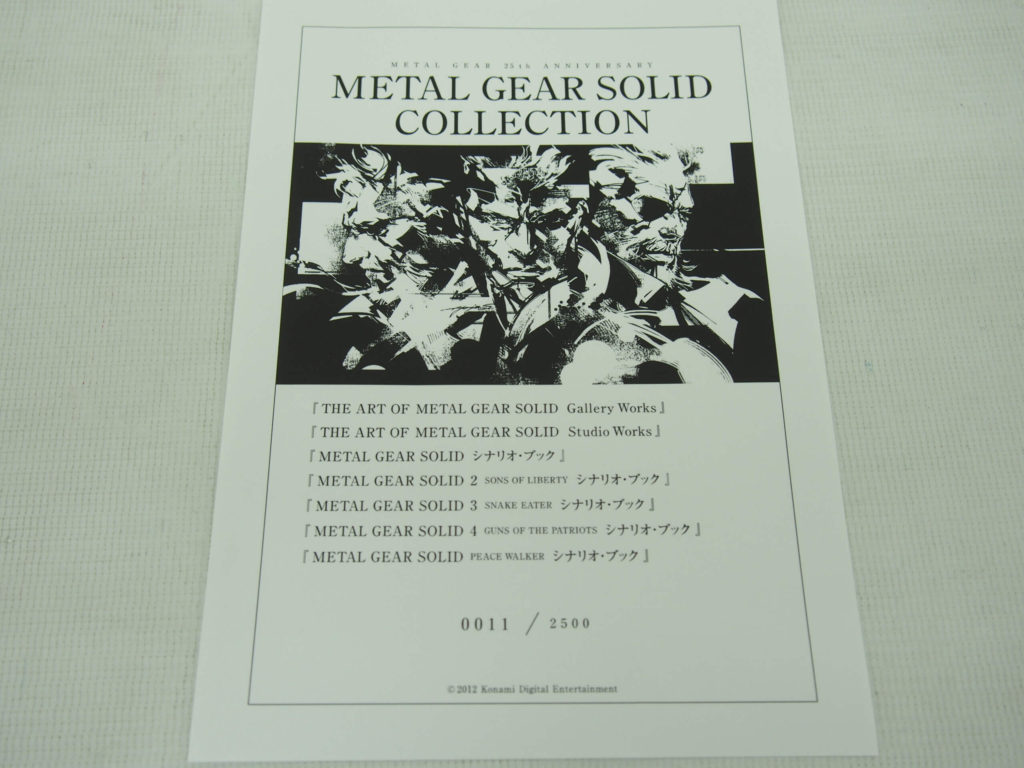 METAL GEAR 25th ANNIVERSARY
METAL GEAR SOLID
COLLECTION
『THE ART OF METAL GEAR SOLID Gallery Works』
『THE ART OF METAL GEAR SOLID Studio Works』
『METAL GEAR SOLID シナリオ・ブック』
『METAL GEAR SOLID 2 SONS OF LIBERTY シナリオ・ブック』
『METAL GEAR SOLID 3 SNAKE EATER シナリオ・ブック』
『METAL GEAR SOLID 4 GUNS OF THE PATRIOTS シナリオ・ブック』
『METAL GEAR SOLID PEACE WALKER シナリオ・ブック』
0011 / 2500
©2012 Konami Digital Entertainment